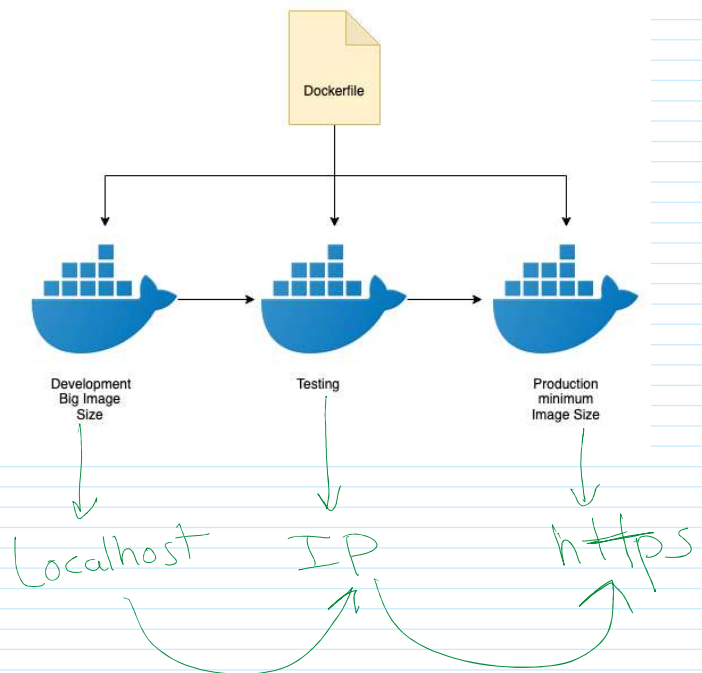 Dockerfile
Development
Big Image
Size
Testing
Production
minimum
Image Size
Localhost
IP
https